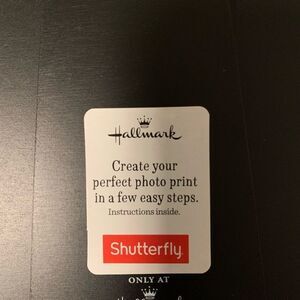 Hallmark
Create your
perfect photo print
in a few easy steps.
Instructions inside.
Shutterfly
ONLY AT